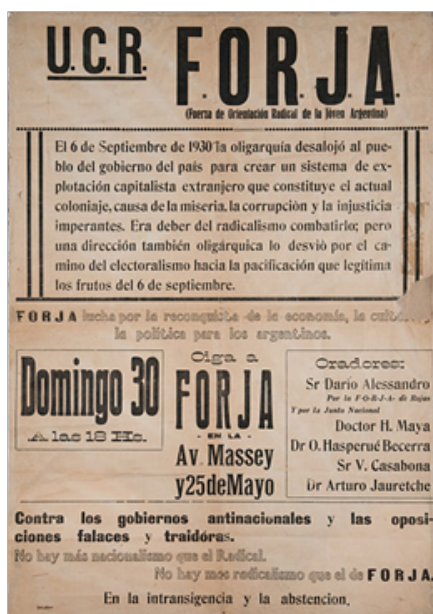 U.C.R. F.O.R.J.A.
(Fuerza de Orientación Radical de la Jóven Argentina)
El 6 de Septiembre de 1930 la oligarquía desalojó al pue-
blo del gobierno del país para crear un sistema de ex-
plotación capitalista extranjero que constituye el actual
coloniaje, causa de la miseria, la corrupción y la injusticia
imperantes. Era deber del radicalismo combatirlo; pero
una dirección también oligárquica lo desvió por el ca-
mino del electoralismo hacia la pacificación que legítima
los frutos del 6 de septiembre.
FORJA lucha por la reconquista de la economía, la cultura
la política para los argentinos.
Domingo 30
A las 18 Hs.
Oiga a
FORJA
- EN LA -
Av. Massey
y 25 de Mayo
Oradores:
Sr Darío Alessandro
Por la F-O-R-J-A- de Rojas
Y por la Junta Nacional
Doctor H. Maya
Dr O. Hasperué Becerra
Sr V. Casabona
Dr Arturo Jauretche
Contra los gobiernos antinacionales y las oposi-
ciones falaces y traidóras.
No hay más nacionalismo que el Radical.
No hay mas radicalismo que el de FORJA.
En la intransigencia y la abstencion.